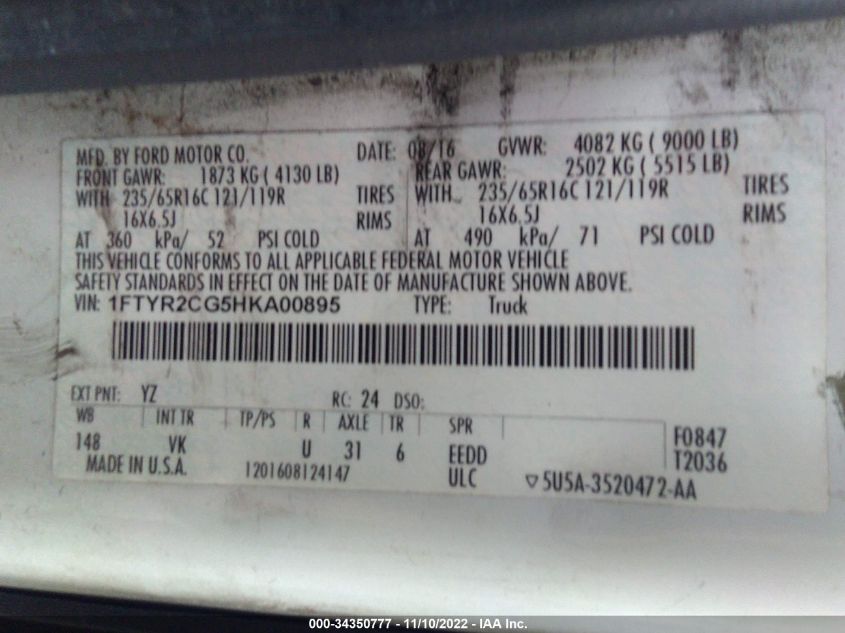 MFD. BY FORD MOTOR CO. DATE: 08/16 GVWR: 4082 KG ( 9000 LB)
FRONT GAWR: 1873 KG ( 4130 LB) REAR GAWR: 2502 KG ( 5515 LB)
WITH 235/65R16C 121/119R TIRES WITH 235/65R16C 121/119R TIRES
16X6.5J RIMS 16X6.5J RIMS
AT 360 kPa/ 52 PSI COLD AT 490 kPa/ 71 PSI COLD
THIS VEHICLE CONFORMS TO ALL APPLICABLE FEDERAL MOTOR VEHICLE
SAFETY STANDARDS IN EFFECT ON THE DATE OF MANUFACTURE SHOWN ABOVE.
VIN: 1FTYR2CG5HKA00895 TYPE: Truck
EXT PNT: YZ RC: 24 DSO:
WB INT TR TP/PS R AXLE TR SPR F0847
148 VK U 31 6 EEDD T2036
MADE IN U.S.A. 1201608124147 ULC ▽5U5A-3520472-AA
000-34350777 - 11/10/2022 - IAA Inc.